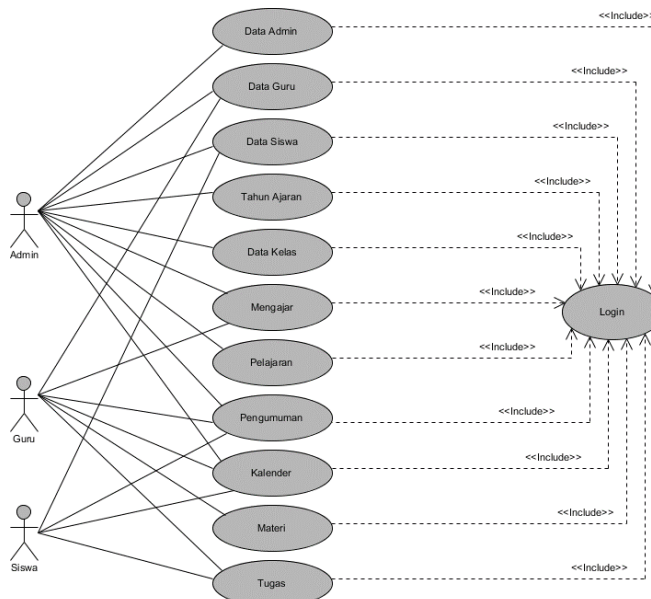 Data Admin
<<Include>>
Data Guru
<<Include>>
Data Siswa
<<Include>>
Tahun Ajaran
<<Include>>
Admin
Data Kelas
<<Include>>
Mengajar
<<Include>>
Login
Pelajaran
<<Include>>
Guru
Pengumuman
<<Include>>
Kalender
<<Include>>
Materi
<<Include>>
Siswa
Tugas
<<Include>>